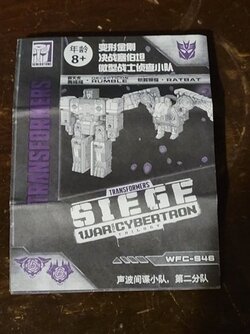 年龄
8+
变形金刚
决战塞伯坦
微型战士侦查小队
DECEPTICON
RUMBLE
RATBAT
TRANSFORMERS
TRANSFORMERS
SIEGE
WAR FOR CYBERTRON
TRILOGY
WFC-S46
声波间谍小队，第二分队